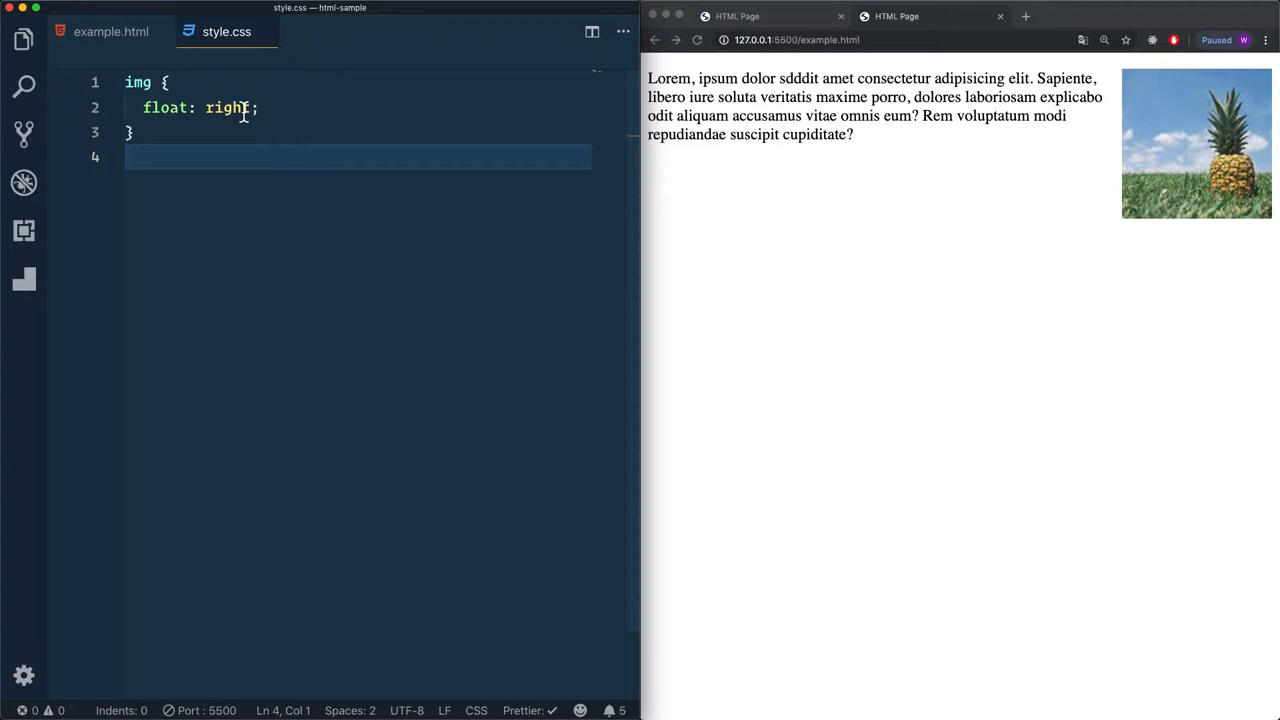 style.css — html-sample
example.html
style.css
1 img {
2 float: right;
3 }
4
0 0
Indents: 0
Port : 5500
Ln 4, Col 1
Spaces: 2
UTF-8
LF
CSS
Prettier: ✓
5
HTML Page
HTML Page
127.0.0.1:5500/example.html
Paused
W
Lorem, ipsum dolor sdddit amet consectetur adipisicing elit. Sapiente,
libero iure soluta veritatis maxime porro, dolores laboriosam explicabo
odit aliquam accusamus vitae omnis eum? Rem voluptatum modi
repudiandae suscipit cupiditate?